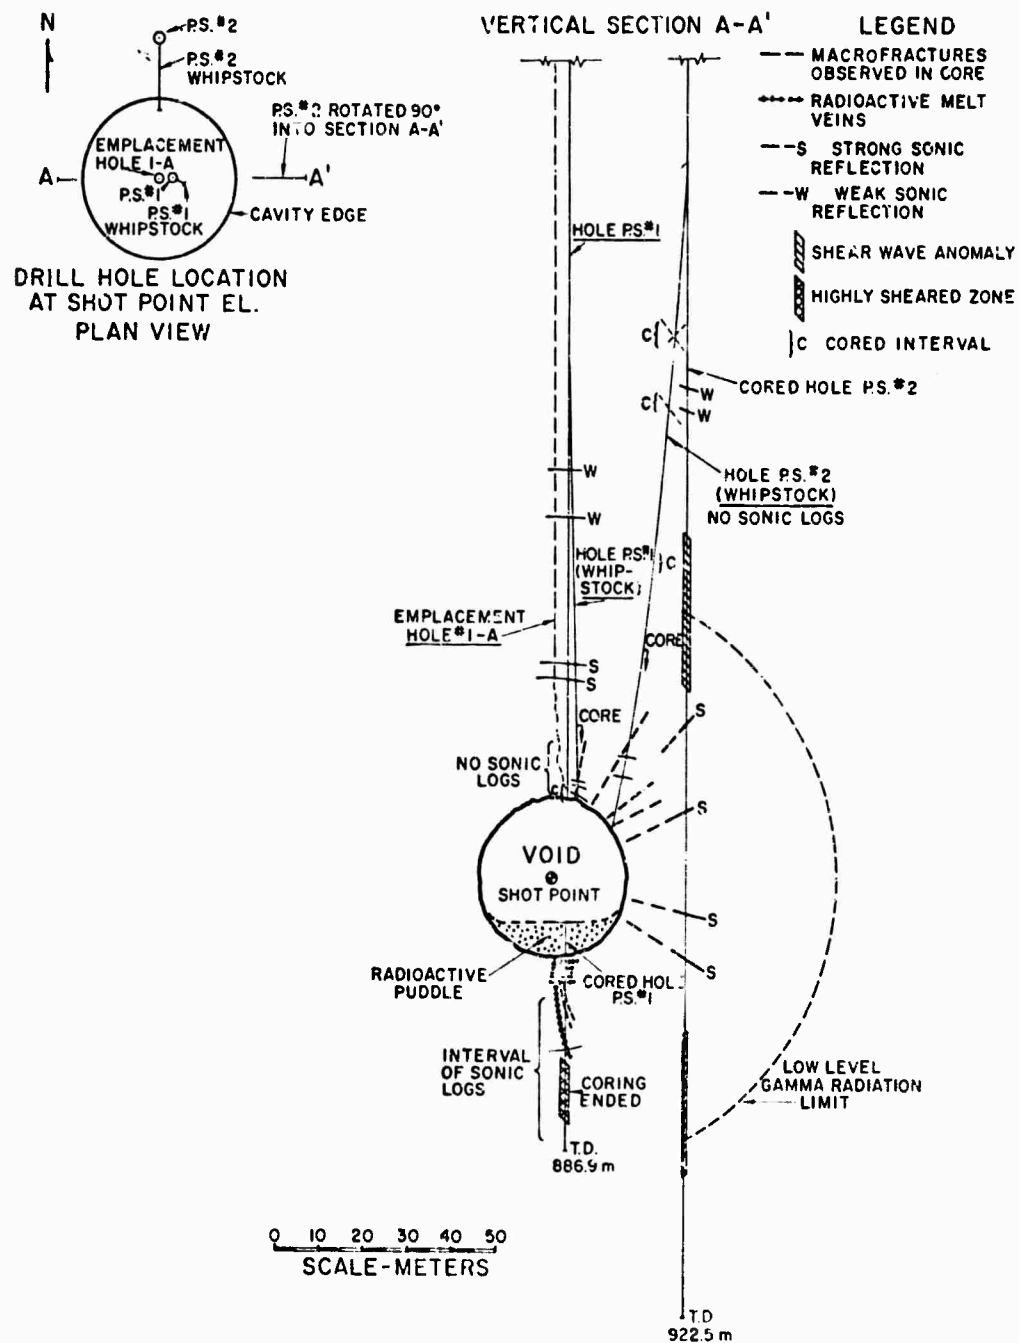 N
P.S.#2
P.S.#2
WHIPSTOCK
P.S.#2 ROTATED 90°
INTO SECTION A-A'
EMPLACEMENT
HOLE 1-A
A
A'
P.S.#1
P.S.#1
WHIPSTOCK
CAVITY EDGE
DRILL HOLE LOCATION
AT SHOT POINT EL.
PLAN VIEW
VERTICAL SECTION A-A'
LEGEND
MACROFRACTURES
OBSERVED IN CORE
RADIOACTIVE MELT
VEINS
S STRONG SONIC
REFLECTION
W WEAK SONIC
REFLECTION
SHEAR WAVE ANOMALY
HIGHLY SHEARED ZONE
}C CORED INTERVAL
HOLE P.S.#1
C{
CORED HOLE P.S.#2
W
C{
W
HOLE P.S.#2
(WHIPSTOCK)
NO SONIC LOGS
W
W
HOLE P.S.#1
(WHIP-
STOCK)
}C
EMPLACEMENT
HOLE #1-A
CORE
S
S
S
CORE
NO SONIC
LOGS
C
S
VOID
SHOT POINT
S
S
RADIOACTIVE
PUDDLE
CORED HOL
P.S.#1
INTERVAL
OF SONIC
LOGS
CORING
ENDED
LOW LEVEL
GAMMA RADIATION
LIMIT
T.D.
886.9 m
0 10 20 30 40 50
SCALE-METERS
T.D
922.5 m